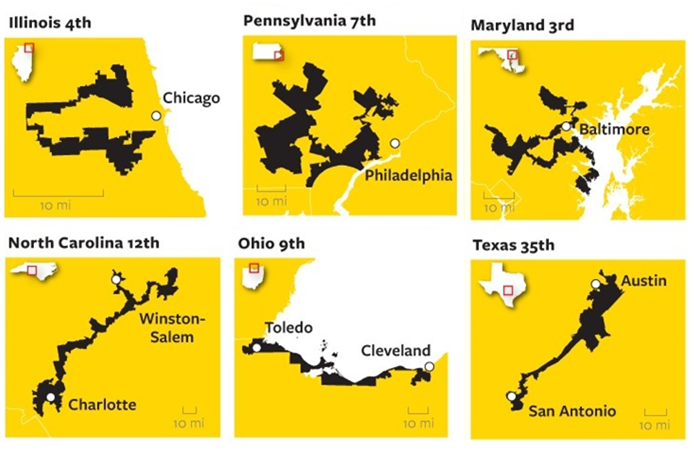 Illinois 4th
Chicago
10 mi
Pennsylvania 7th
Philadelphia
10 mi
Maryland 3rd
Baltimore
10 mi
North Carolina 12th
Winston-
Salem
Charlotte
10 mi
Ohio 9th
Toledo
Cleveland
10 mi
Texas 35th
Austin
San Antonio
10 mi